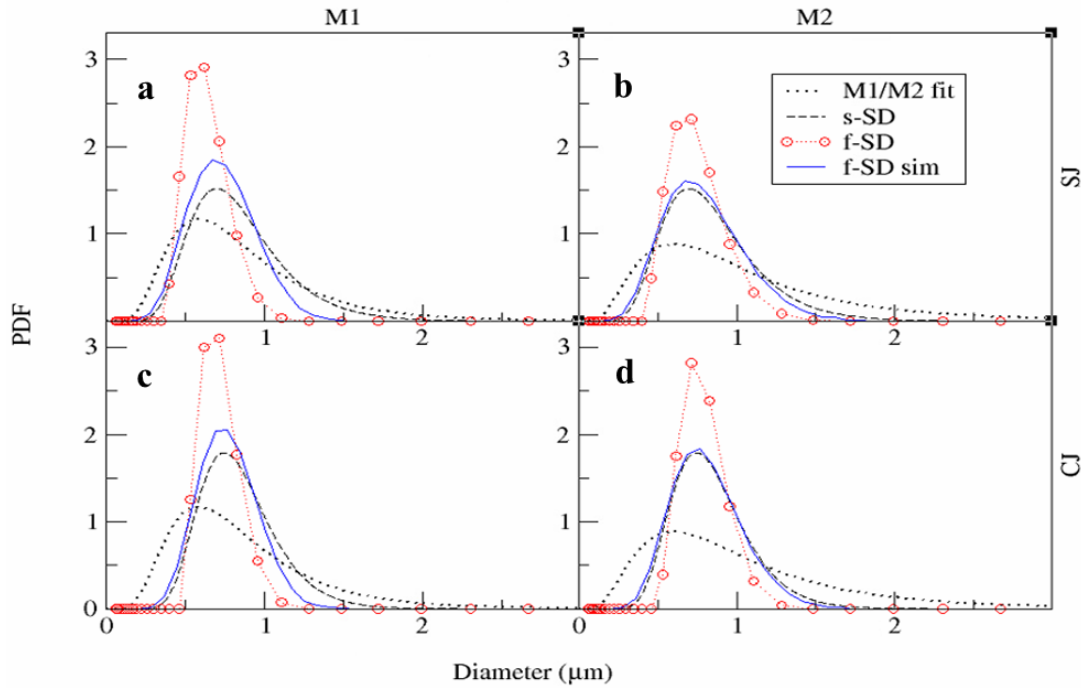 M1 M2
3 3
a b
M1/M2 fit
s-SD
f-SD
f-SD sim
2 2
SJ
1 1
0 1 2 0 1 2
3 3
c d
2 2
CJ
1 1
0 0
0 1 2 0 1 2
PDF
Diameter (μm)